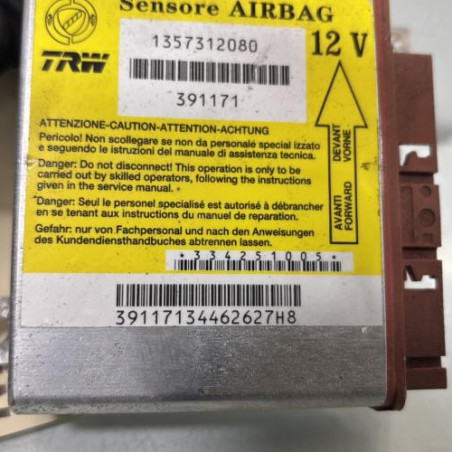 Sensore AIRBAG
TRW
1357312080
12 V
391171
ATTENZIONE-CAUTION-ATTENTION-ACHTUNG
Pericolo! Non scollegare se non da personale special izzato
e seguendo le istruzioni del manuale di assistenza tecnica.
Danger: Do not disconnect! This operation is only to be
carried out by skilled operators, following the instructions
given in the service manual.
Danger: Seul le personel specialisé est autorisé à débrancher
en se tenant aux instructions du manuel de reparation.
Gefahr: nur von Fachpersonal und nach den Anweisungen
des Kundendiensthandbuches abtrennen lassen.
AVANTI DEVANT
FORWARD VORNE
*334251005*
39117134462627H8